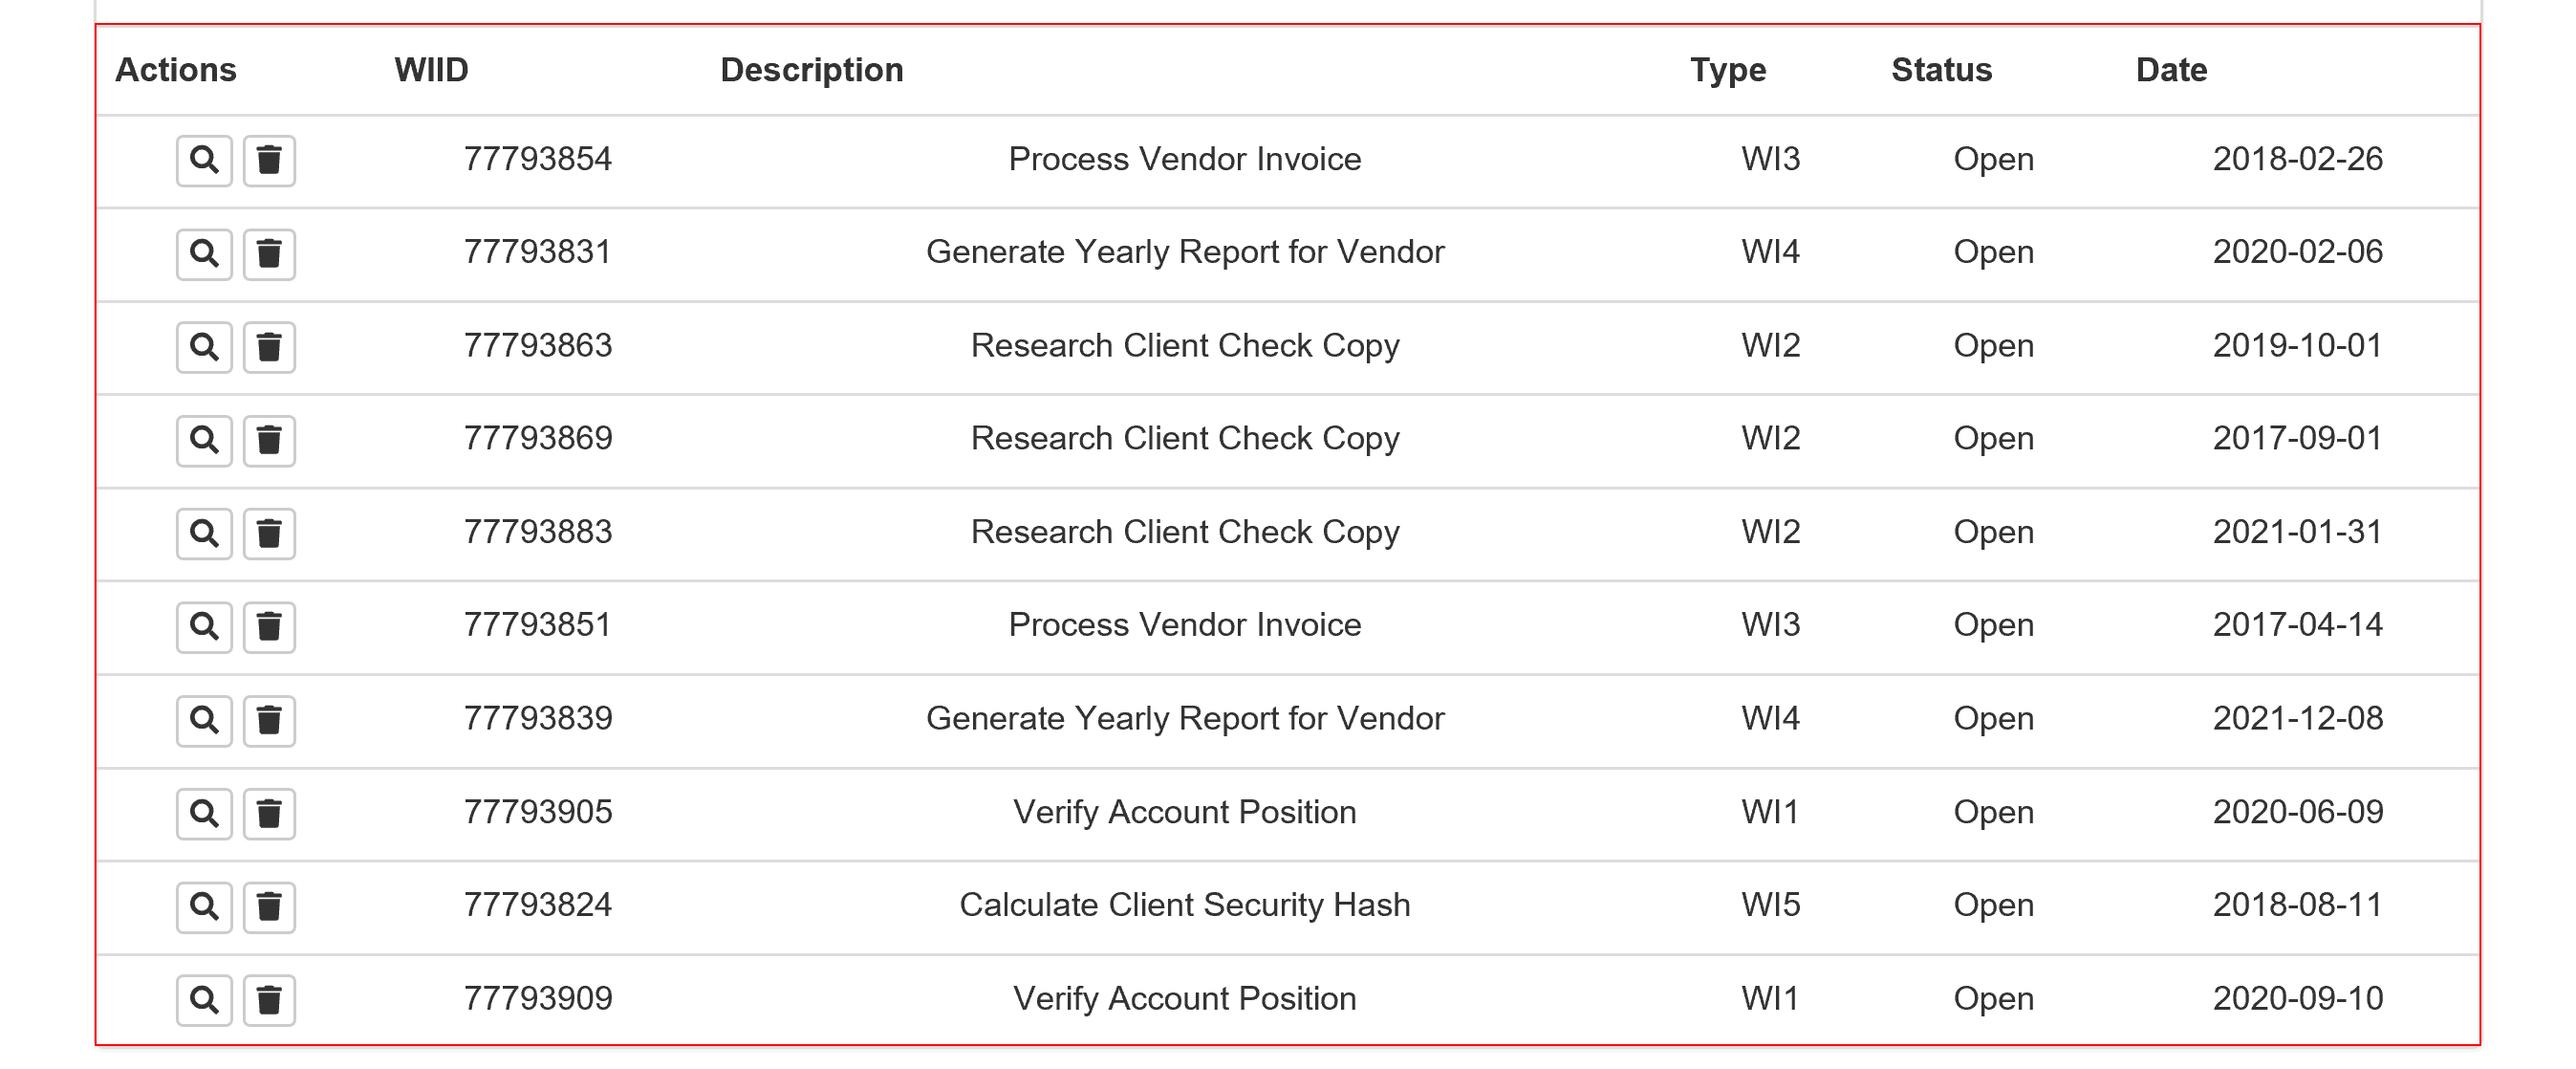 Actions WIID Description Type Status Date
77793854 Process Vendor Invoice WI3 Open 2018-02-26
77793831 Generate Yearly Report for Vendor WI4 Open 2020-02-06
77793863 Research Client Check Copy WI2 Open 2019-10-01
77793869 Research Client Check Copy WI2 Open 2017-09-01
77793883 Research Client Check Copy WI2 Open 2021-01-31
77793851 Process Vendor Invoice WI3 Open 2017-04-14
77793839 Generate Yearly Report for Vendor WI4 Open 2021-12-08
77793905 Verify Account Position WI1 Open 2020-06-09
77793824 Calculate Client Security Hash WI5 Open 2018-08-11
77793909 Verify Account Position WI1 Open 2020-09-10